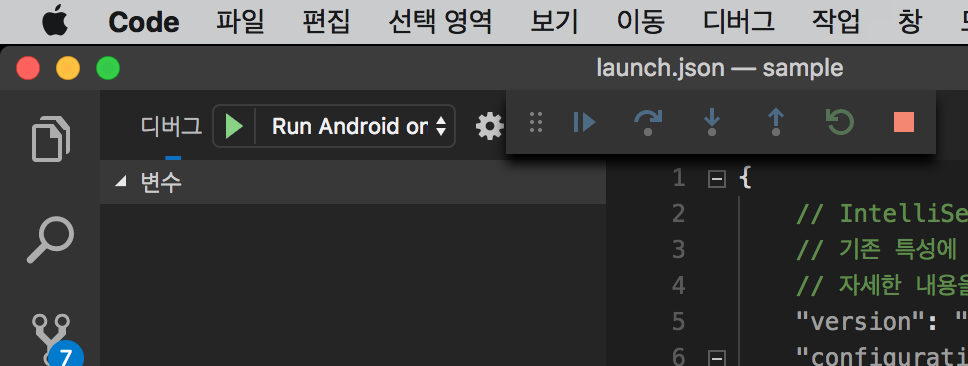 Code 파일 편집 선택 영역 보기 이동 디버그 작업 창
launch.json — sample
디버그 Run Android or
변수
1 {
2 // IntelliSe
3 // 기존 특성에
4 // 자세한 내용을
5 "version": "
6 "configurati
7